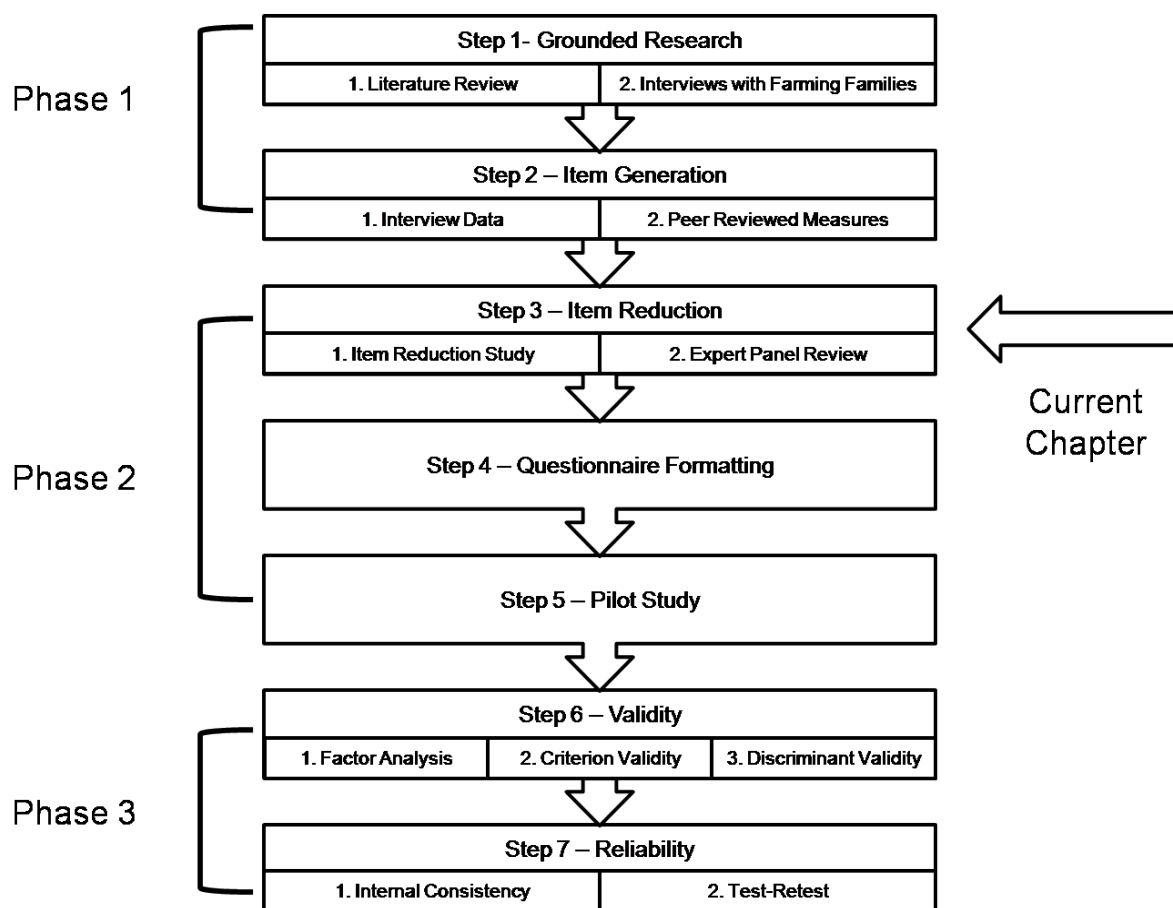 Step 1- Grounded Research
1. Literature Review
2. Interviews with Farming Families
Phase 1
Step 2 – Item Generation
1. Interview Data
2. Peer Reviewed Measures
Step 3 – Item Reduction
1. Item Reduction Study
2. Expert Panel Review
Current
Chapter
Phase 2
Step 4 – Questionnaire Formatting
Step 5 – Pilot Study
Step 6 – Validity
1. Factor Analysis
2. Criterion Validity
3. Discriminant Validity
Phase 3
Step 7 – Reliability
1. Internal Consistency
2. Test-Retest